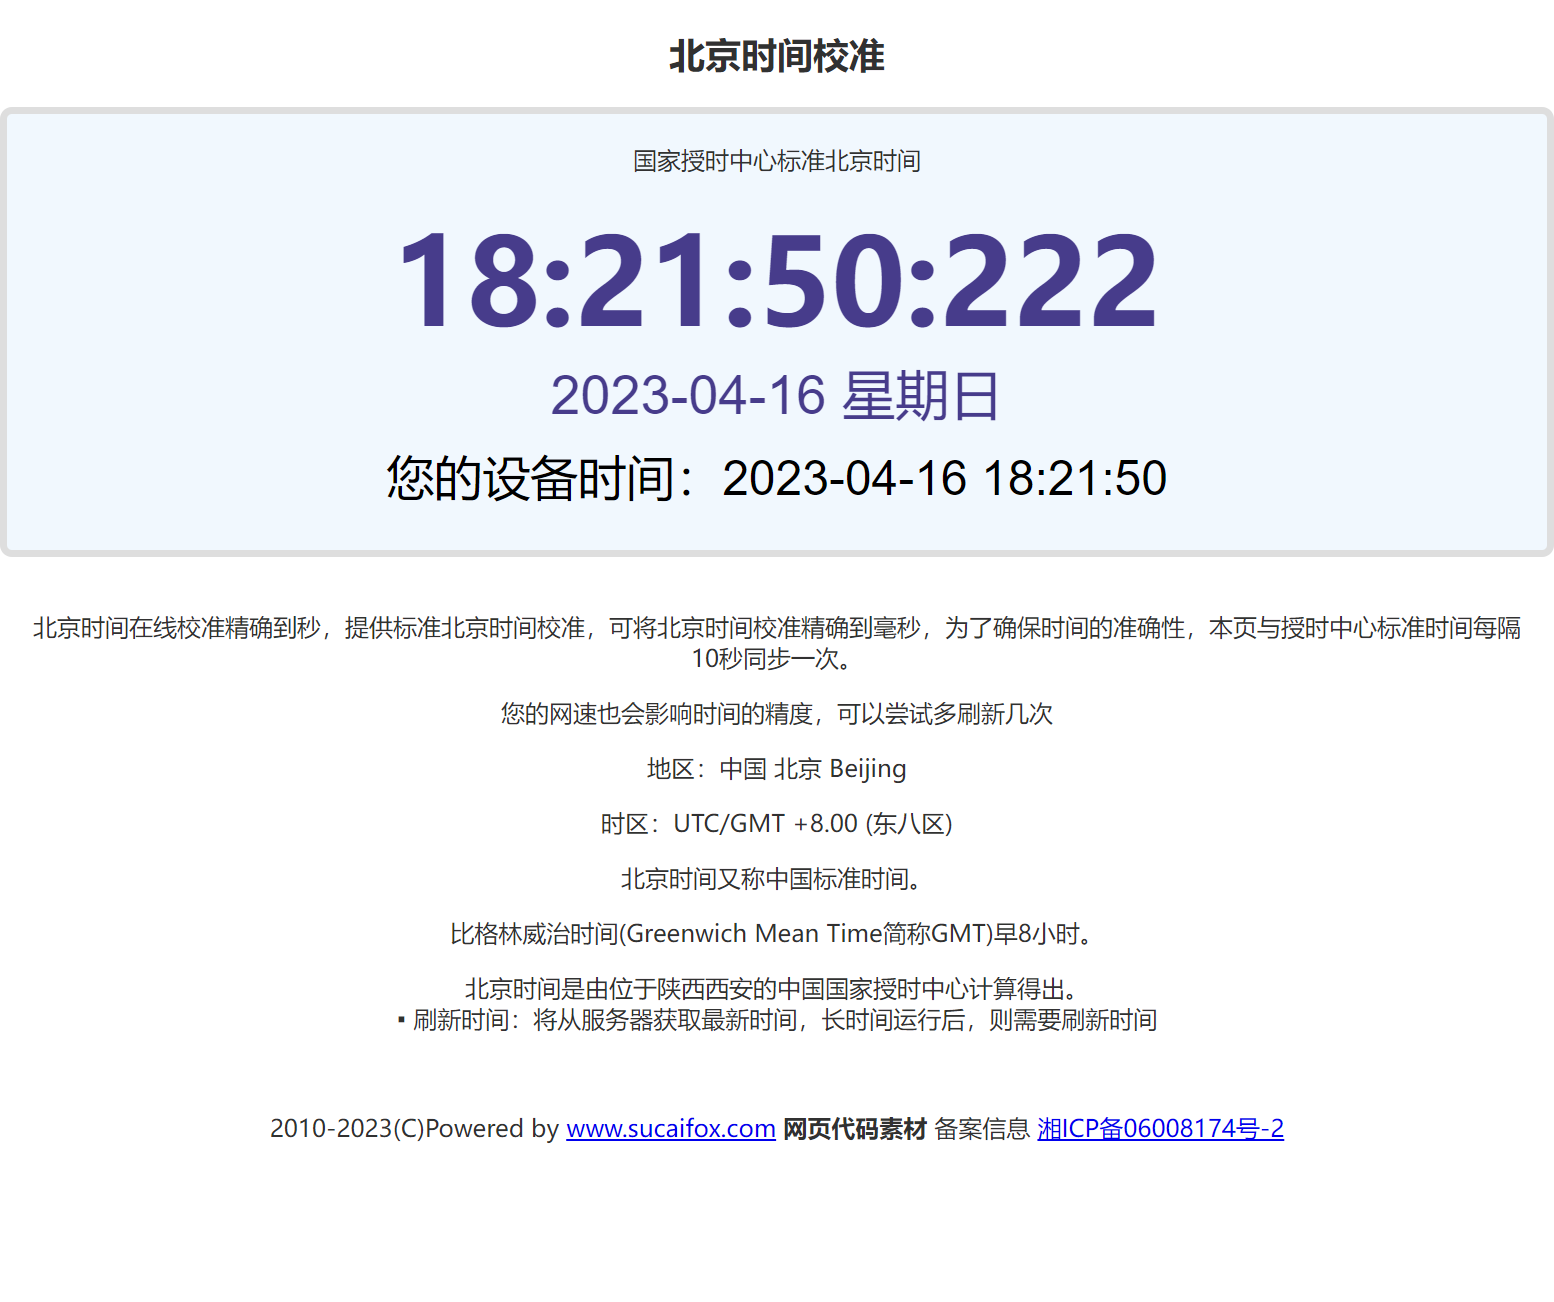 北京时间校准
国家授时中心标准北京时间
18:21:50:222
2023-04-16 星期日
您的设备时间：2023-04-16 18:21:50
北京时间在线校准精确到秒，提供标准北京时间校准，可将北京时间校准精确到毫秒，为了确保时间的准确性，本页与授时中心标准时间每隔
10秒同步一次。
您的网速也会影响时间的精度，可以尝试多刷新几次
地区：中国 北京 Beijing
时区：UTC/GMT +8.00 (东八区)
北京时间又称中国标准时间。
比格林威治时间(Greenwich Mean Time简称GMT)早8小时。
北京时间是由位于陕西西安的中国国家授时中心计算得出。
▪ 刷新时间：将从服务器获取最新时间，长时间运行后，则需要刷新时间
2010-2023(C)Powered by www.sucaifox.com 网页代码素材 备案信息 湘ICP备06008174号-2